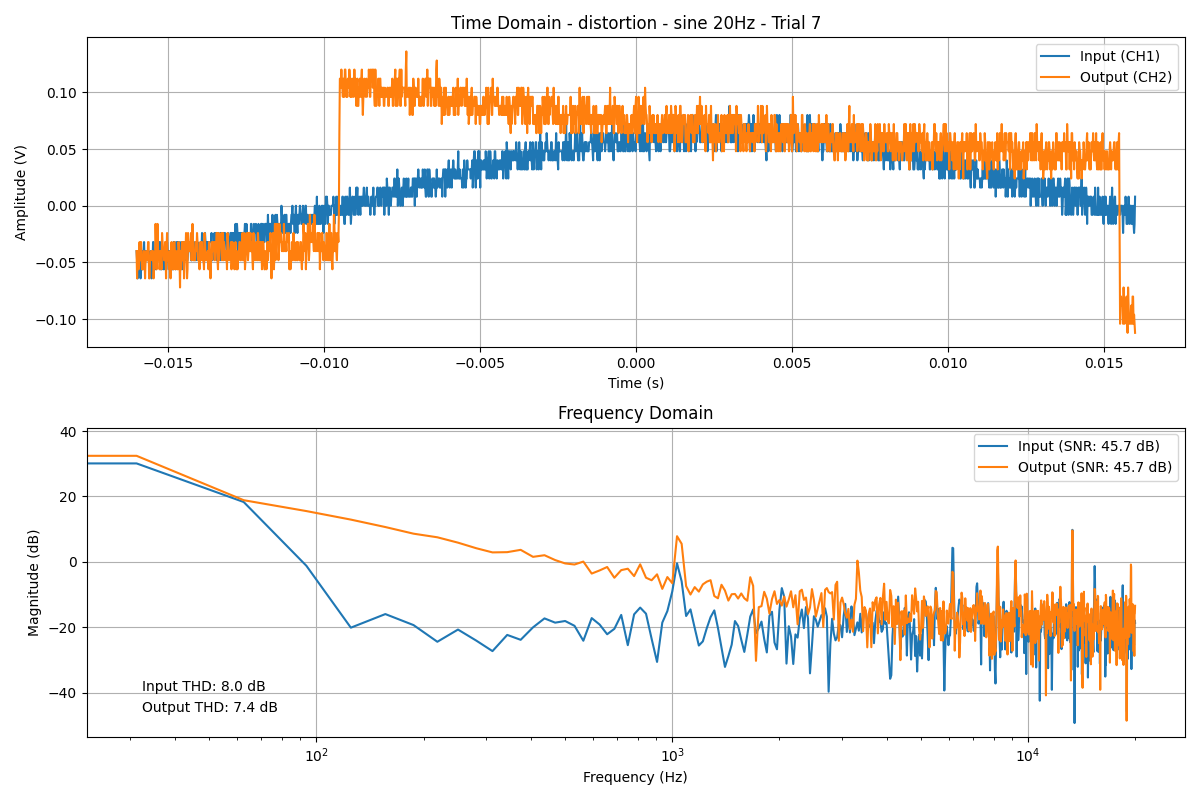 Time Domain - distortion - sine 20Hz - Trial 7
Amplitude (V)
0.10
0.05
0.00
−0.05
−0.10
Input (CH1)
Output (CH2)
−0.015 −0.010 −0.005 0.000 0.005 0.010 0.015
Time (s)
Frequency Domain
Magnitude (dB)
40
20
0
−20
−40
Input (SNR: 45.7 dB)
Output (SNR: 45.7 dB)
Input THD: 8.0 dB
Output THD: 7.4 dB
10² 10³ 10⁴
Frequency (Hz)